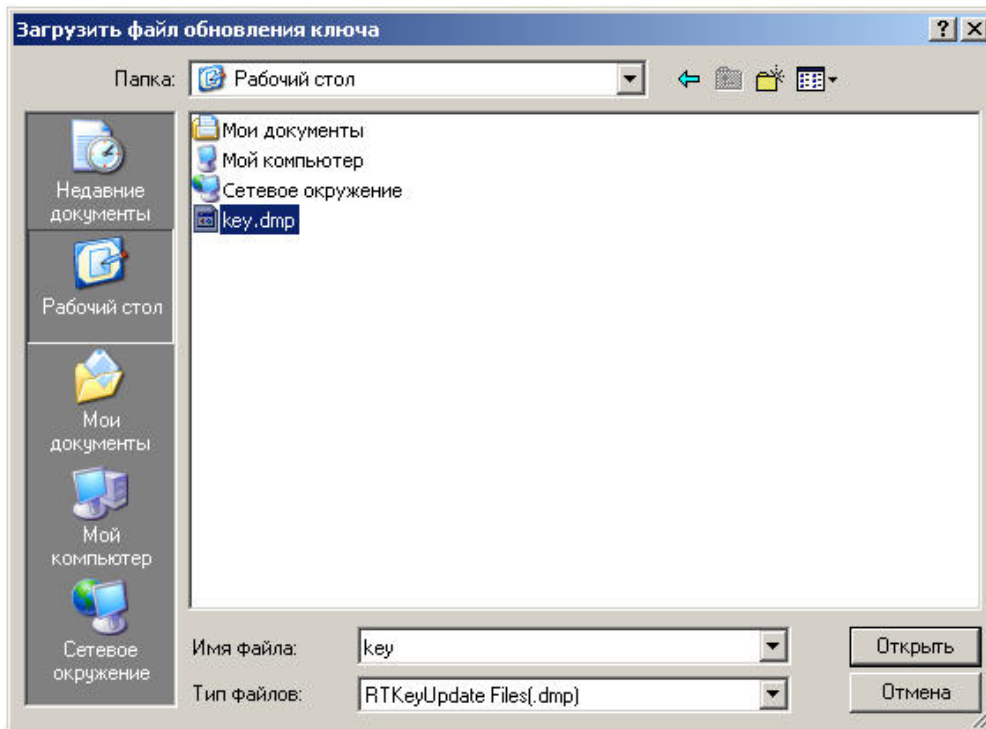 Загрузить файл обновления ключа
Папка:
Рабочий стол
Недавние
документы
Рабочий стол
Мои
документы
Мой
компьютер
Сетевое
окружение
Мои документы
Мой компьютер
Сетевое окружение
key.dmp
Имя файла:
key
Открыть
Тип файлов:
RTKeyUpdate Files(.dmp)
Отмена